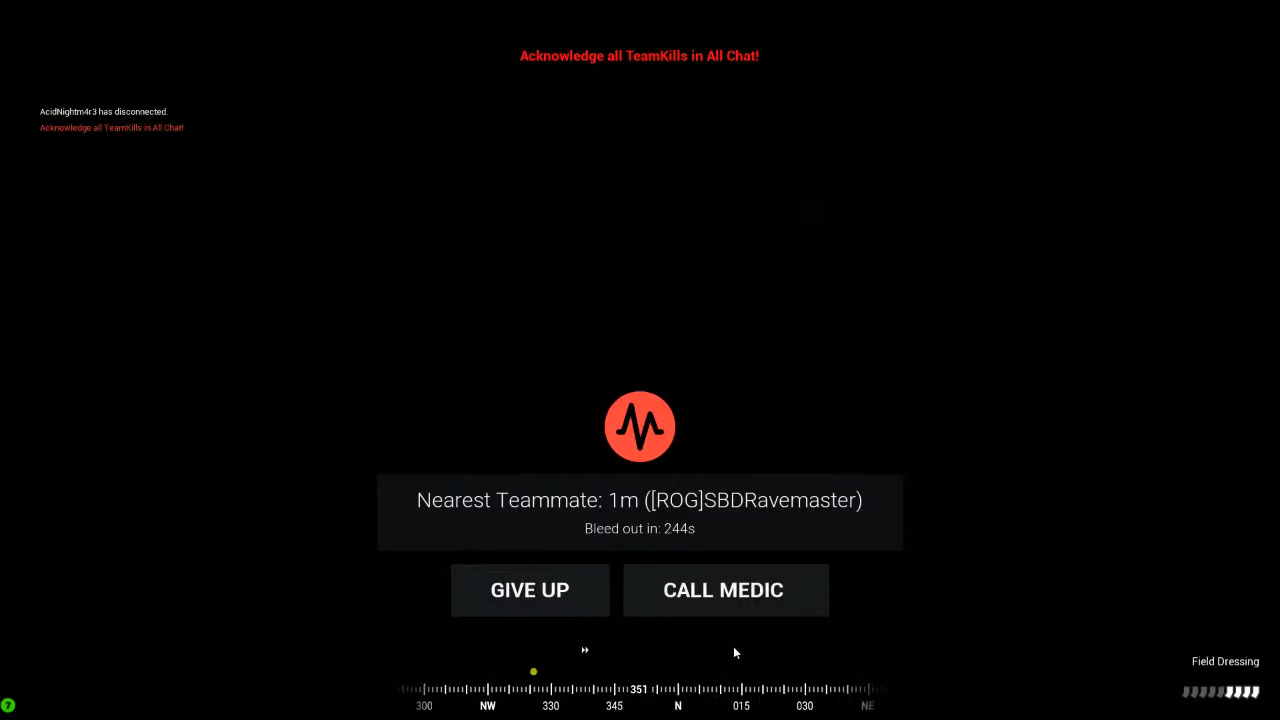 Acknowledge all TeamKills in All Chat!
AcidNightm4r3 has disconnected.
Acknowledge all TeamKills in All Chat!
Nearest Teammate: 1m ([ROG]SBDRavemaster)
Bleed out in: 244s
GIVE UP
CALL MEDIC
Field Dressing
351
300 NW 330 345 N 015 030 NE
7